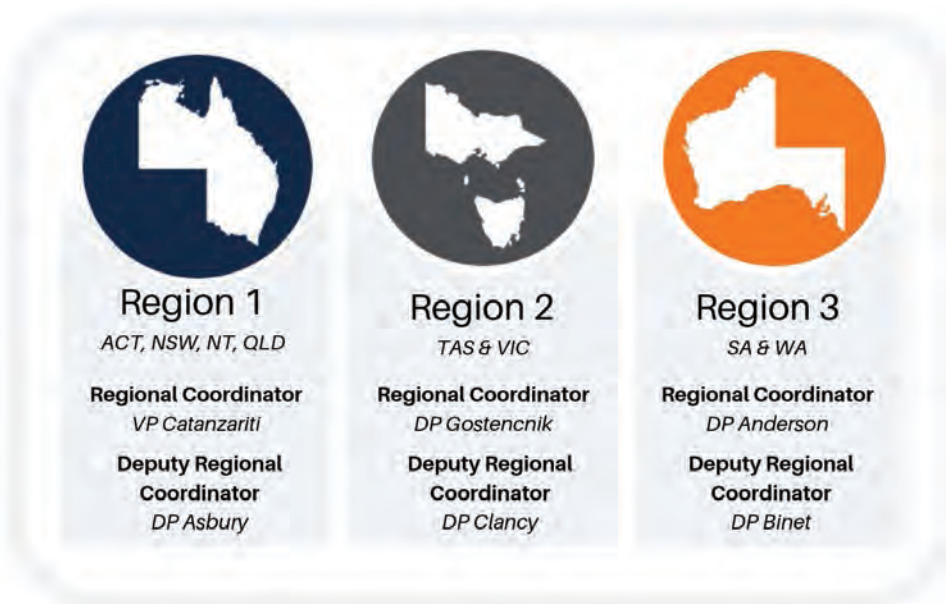 Region 1
ACT, NSW, NT, QLD
Regional Coordinator
VP Catanzariti
Deputy Regional
Coordinator
DP Asbury
Region 2
TAS & VIC
Regional Coordinator
DP Gostencnik
Deputy Regional
Coordinator
DP Clancy
Region 3
SA & WA
Regional Coordinator
DP Anderson
Deputy Regional
Coordinator
DP Binet